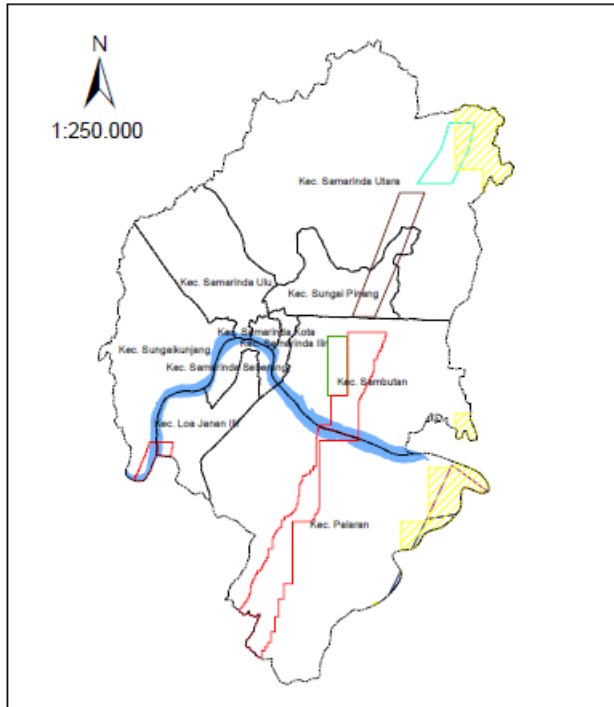 N
1:250.000
Kec. Samarinda Utara
Kec. Samarinda Ulu
Kec. Sungai Pinang
Kec. Samarinda Kota
Kec. Samarinda Ilir
Kec. Sungaikunjang
Kec. Samarinda Seberang
Kec. Sambutan
Kec. Loa Janan Ilir
Kec. Palaran